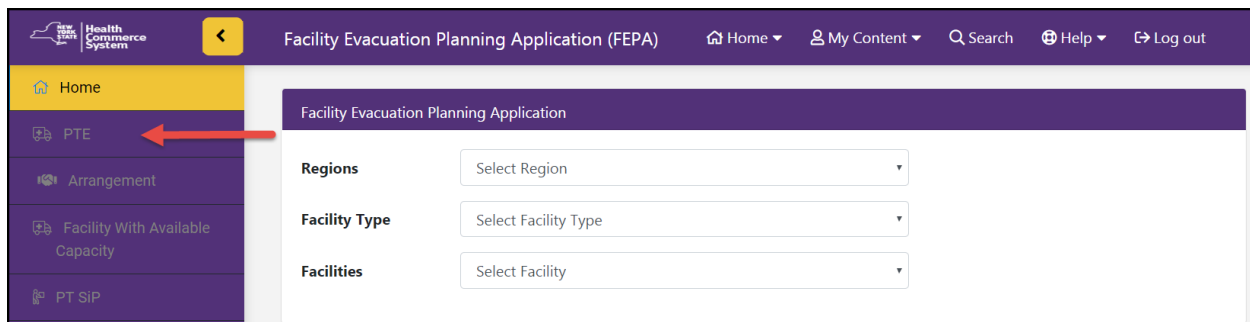 NEW YORK STATE
Health Commerce System
Facility Evacuation Planning Application (FEPA)
Home
My Content
Search
Help
Log out
Home
PTE
Arrangement
Facility With Available
Capacity
PT SiP
Facility Evacuation Planning Application
Regions
Select Region
Facility Type
Select Facility Type
Facilities
Select Facility